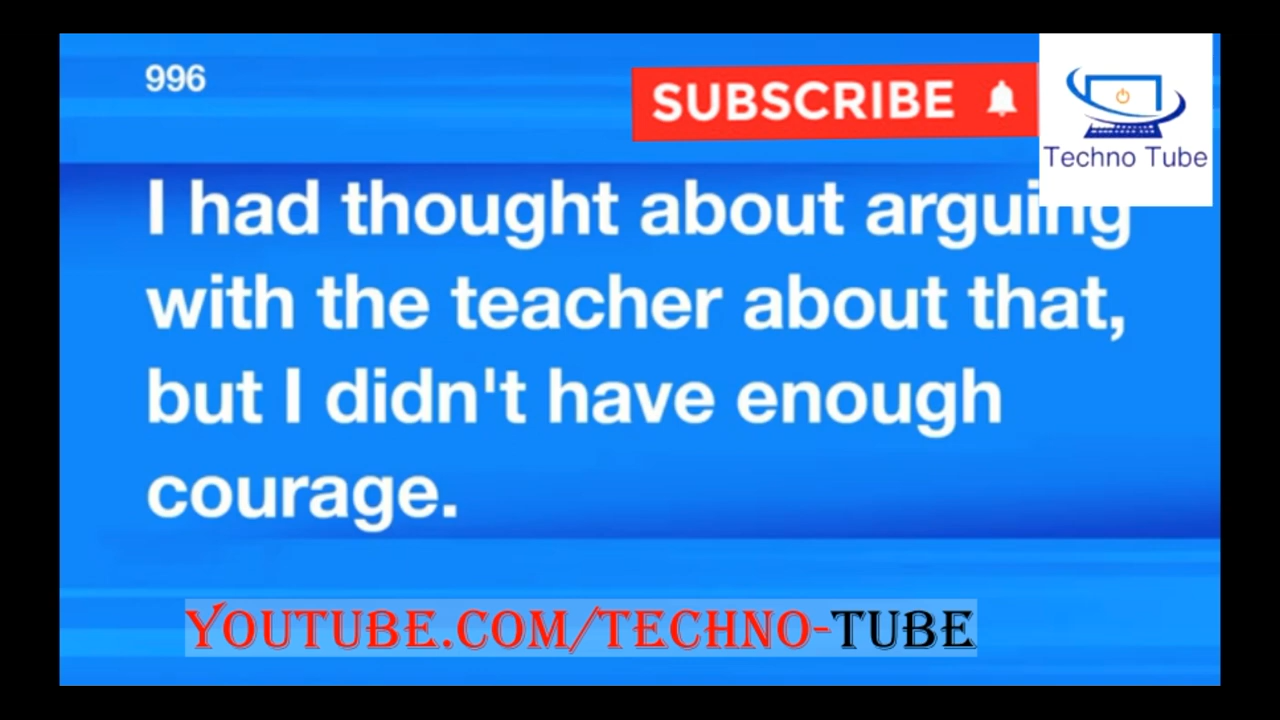 996
SUBSCRIBE
Techno Tube
I had thought about arguing
with the teacher about that,
but I didn't have enough
courage.
YOUTUBE.COM/TECHNO-TUBE